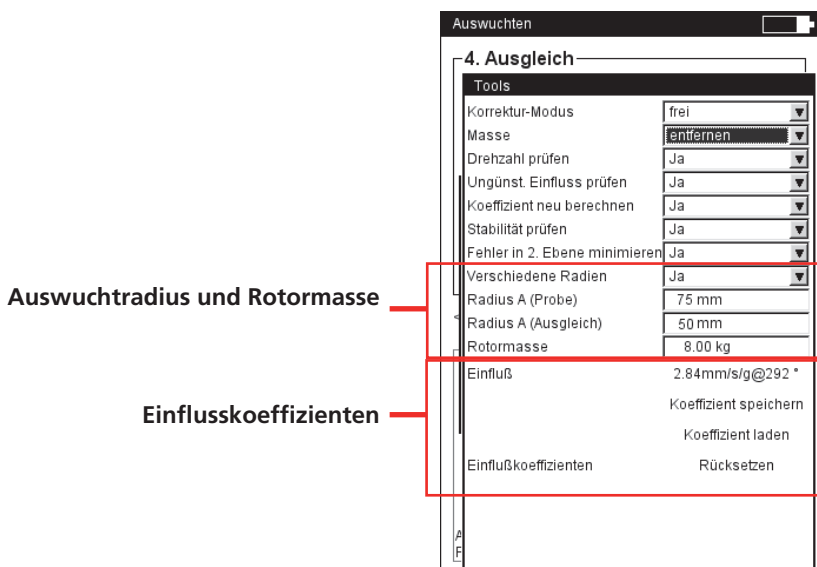 Auswuchten
4. Ausgleich
Tools
Korrektur-Modus frei
Masse entfernen
Drehzahl prüfen Ja
Ungünst. Einfluss prüfen Ja
Koeffizient neu berechnen Ja
Stabilität prüfen Ja
Fehler in 2. Ebene minimieren Ja
Verschiedene Radien Ja
Auswuchtradius und Rotormasse
Radius A (Probe) 75 mm
Radius A (Ausgleich) 50 mm
Rotormasse 8.00 kg
Einfluß 2.84mm/s/g@292 °
Koeffizient speichern
Einflusskoeffizienten
Koeffizient laden
Einflußkoeffizienten Rücksetzen
A
F